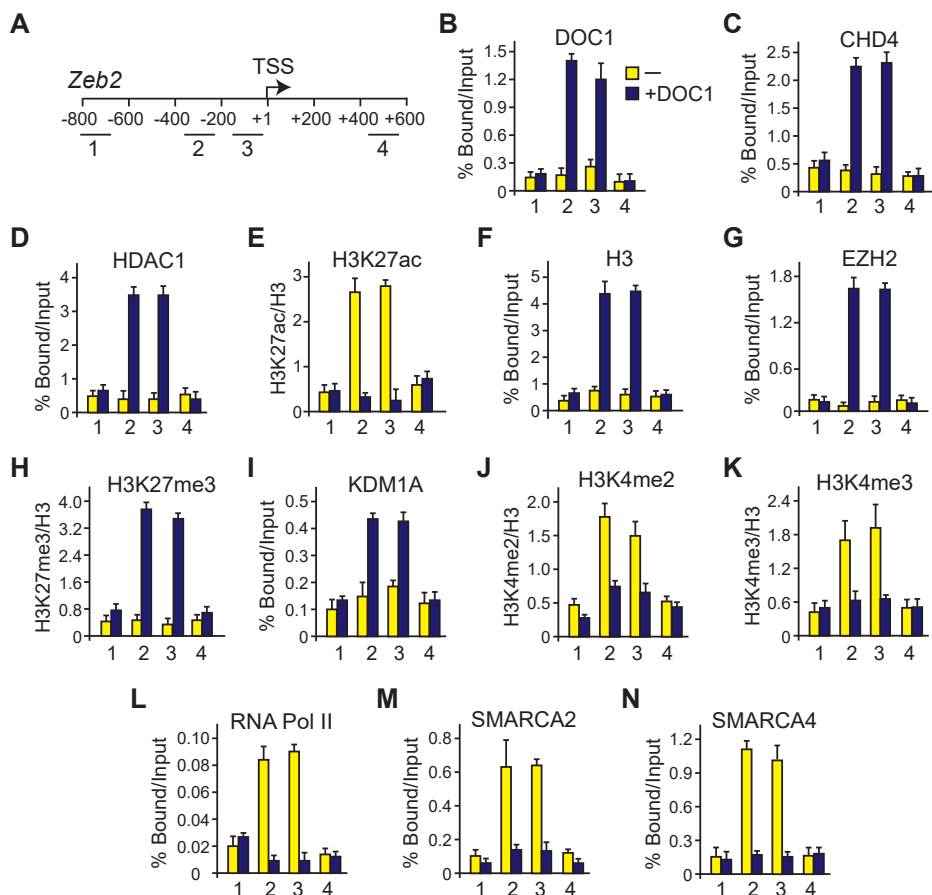 A
Zeb2
TSS
-800 -600 -400 -200 +1 +200 +400 +600
1 2 3 4
B
DOC1
% Bound/Input
1.5
1.2
0.9
0.6
0.3
0
1 2 3 4
—
+DOC1
C
CHD4
% Bound/Input
2.5
2.0
1.5
1.0
0.5
0
1 2 3 4
D
HDAC1
% Bound/Input
4
3
2
1
0
1 2 3 4
E
H3K27ac
H3K27ac/H3
3
2
1
0
1 2 3 4
F
H3
% Bound/Input
5
4
3
2
1
0
1 2 3 4
G
EZH2
% Bound/Input
1.8
1.2
0.6
0
1 2 3 4
H
H3K27me3
H3K27me3/H3
4.0
3.2
2.4
1.6
0.8
0
1 2 3 4
I
KDM1A
% Bound/Input
0.5
0.4
0.3
0.2
0.1
0
1 2 3 4
J
H3K4me2
H3K4me2/H3
2.0
1.5
1.0
0.5
0
1 2 3 4
K
H3K4me3
H3K4me3/H3
2.4
1.8
1.2
0.6
0
1 2 3 4
L
RNA Pol II
% Bound/Input
0.10
0.08
0.06
0.04
0.02
0
1 2 3 4
M
SMARCA2
% Bound/Input
0.8
0.6
0.4
0.2
0
1 2 3 4
N
SMARCA4
% Bound/Input
1.2
0.9
0.6
0.3
0
1 2 3 4